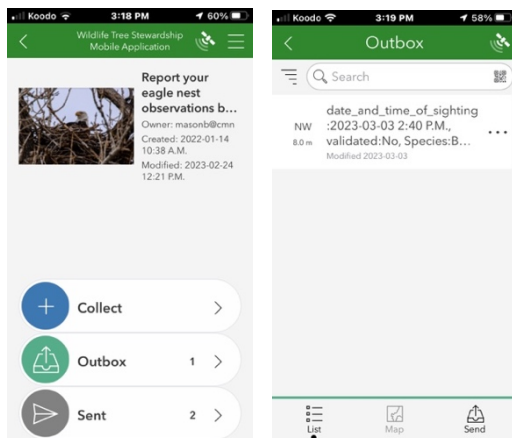 Koodo 3:18 PM 60%
Wildlife Tree Stewardship
Mobile Application
Report your
eagle nest
observations b...
Owner: masonb@cmn
Created: 2022-01-14
10:38 A.M.
Modified: 2023-02-24
12:21 P.M.
Collect
Outbox 1
Sent 2
Koodo 3:19 PM 58%
Outbox
Search
date_and_time_of_sighting
:2023-03-03 2:40 P.M.,
NW
validated:No, Species:B...
8.0 m
Modified 2023-03-03
List Map Send